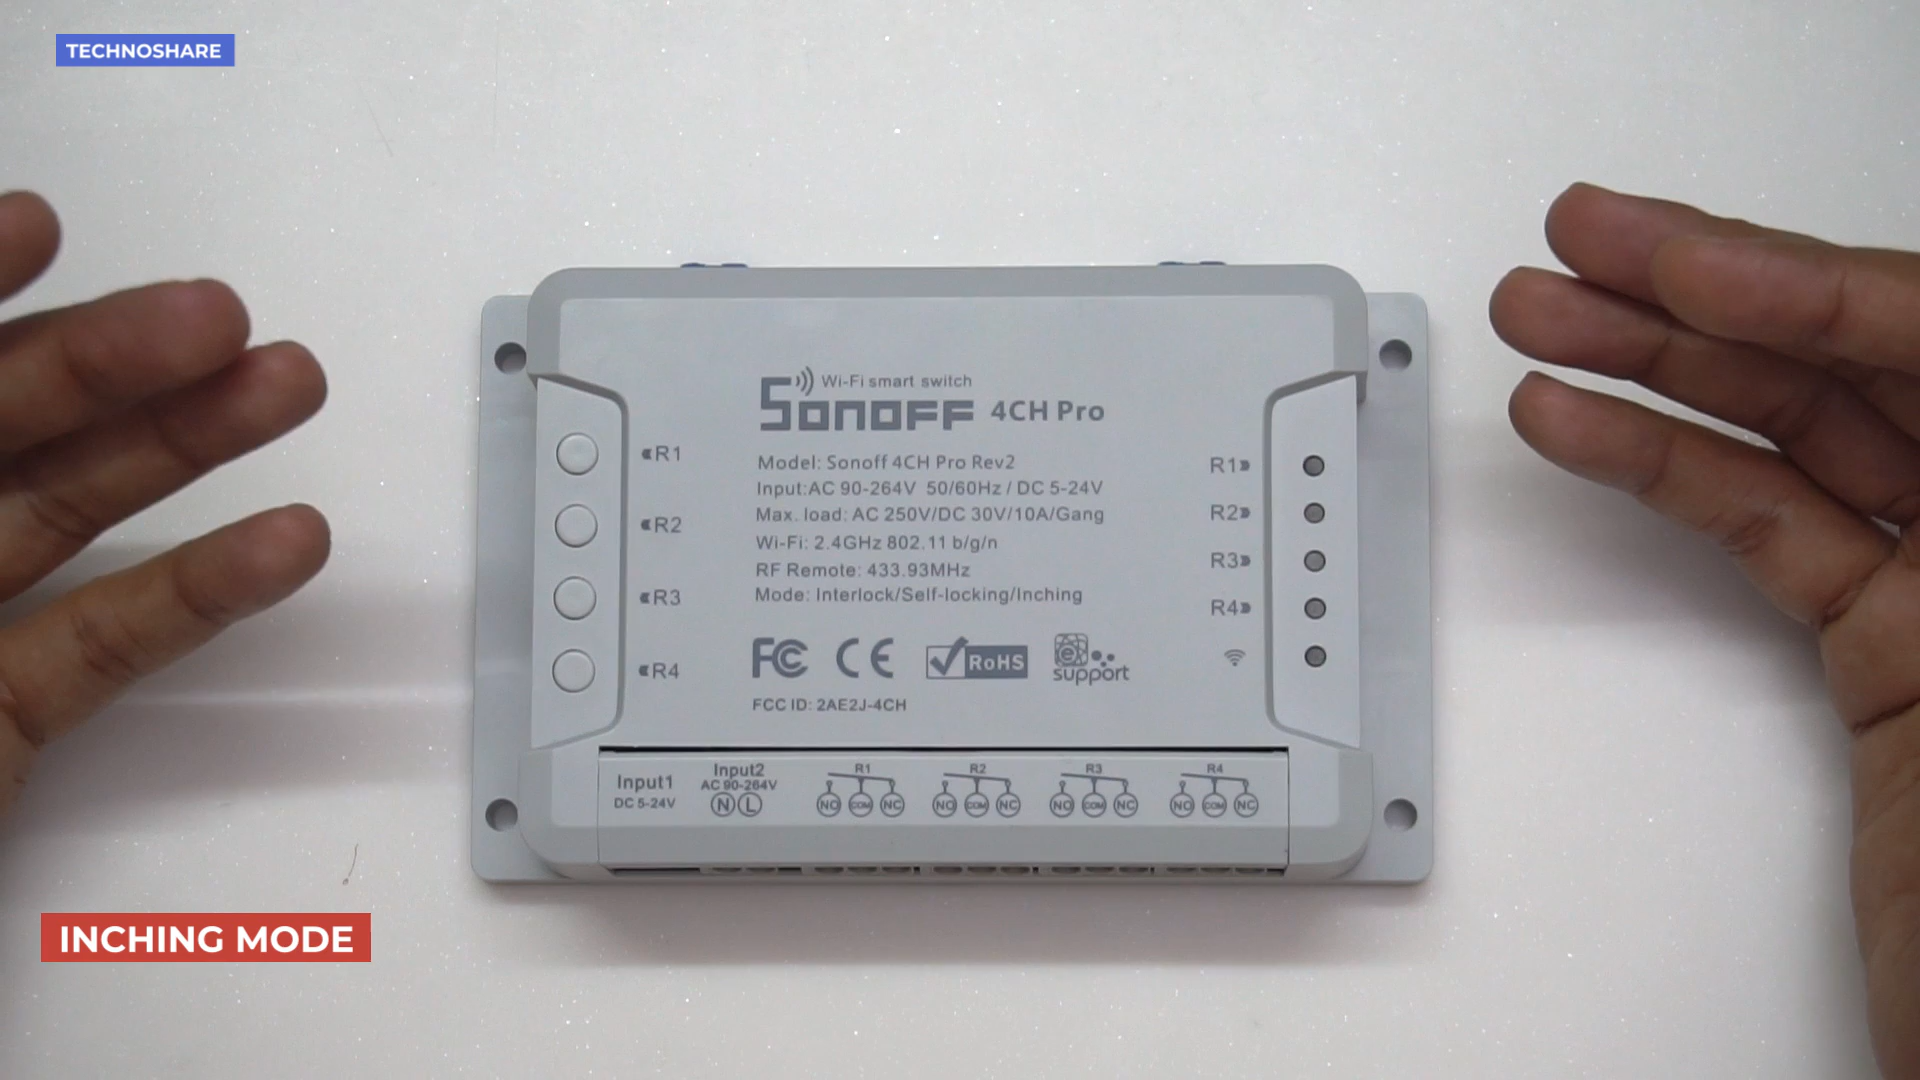 TECHNOSHARE
Wi-Fi smart switch
SONOFF 4CH Pro
Model: Sonoff 4CH Pro Rev2
Input:AC 90-264V 50/60Hz / DC 5-24V
Max. load: AC 250V/DC 30V/10A/Gang
Wi-Fi: 2.4GHz 802.11 b/g/n
RF Remote: 433.93MHz
Mode: Interlock/Self-locking/Inching
R1
R2
R3
R4
R1
R2
R3
R4
FC CE RoHS e support
FCC ID: 2AE2J-4CH
Input1
DC 5-24V
Input2
AC 90-264V
N L
R1
NO COM NC
R2
NO COM NC
R3
NO COM NC
R4
NO COM NC
INCHING MODE